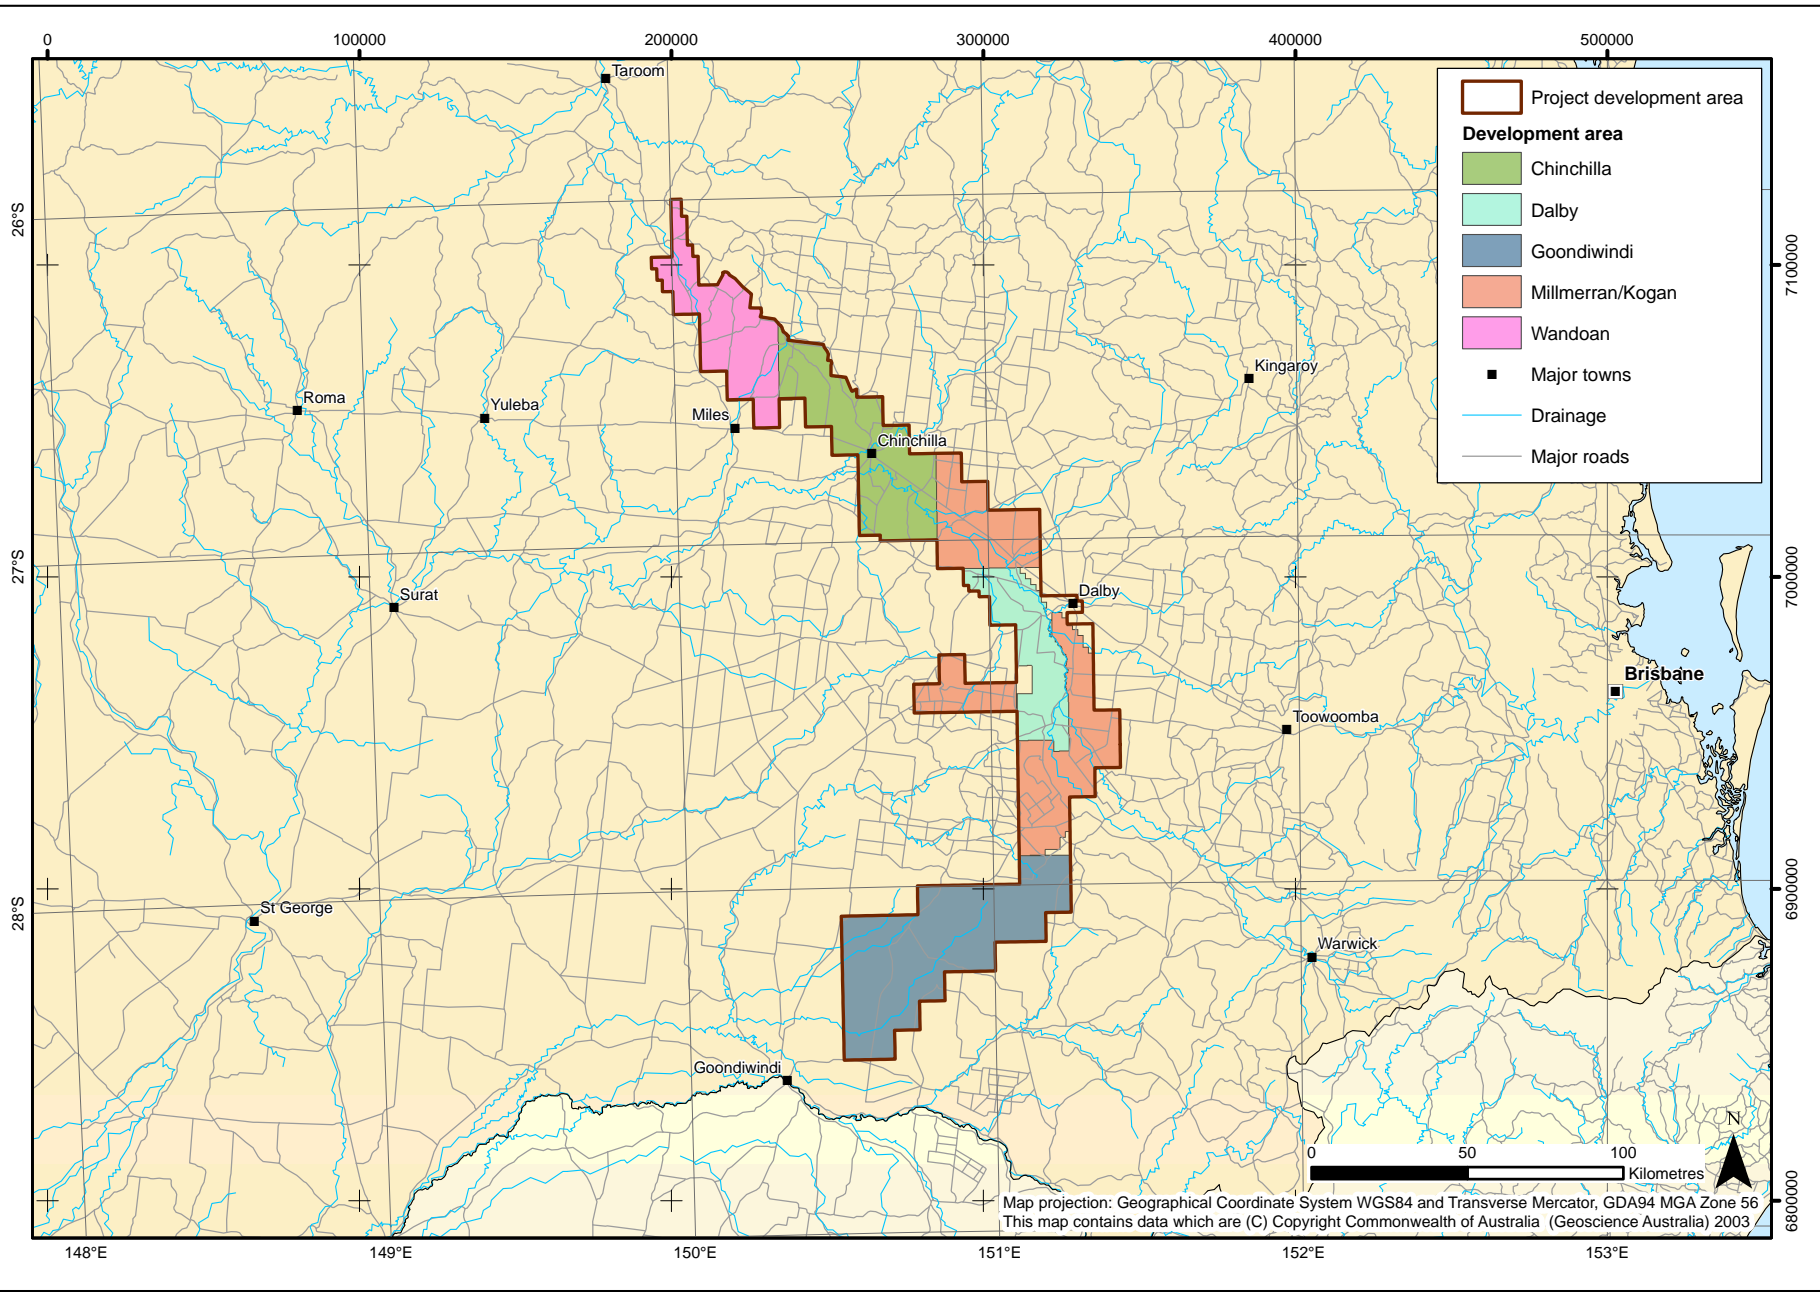 0 100000 200000 300000 400000 500000
Taroom
Project development area
Development area
Chinchilla
Dalby
Goondiwindi
Millmerran/Kogan
Wandoan
Major towns
Drainage
Major roads
26°S
7100000
Kingaroy
Roma
Yuleba
Miles
Chinchilla
27°S
7000000
Surat
Dalby
Brisbane
Toowoomba
28°S
6900000
St George
Warwick
Goondiwindi
N
0 50 100
Kilometres
6800000
Map projection: Geographical Coordinate System WGS84 and Transverse Mercator, GDA94 MGA Zone 56
This map contains data which are (C) Copyright Commonwealth of Australia (Geoscience Australia) 2003
148°E 149°E 150°E 151°E 152°E 153°E